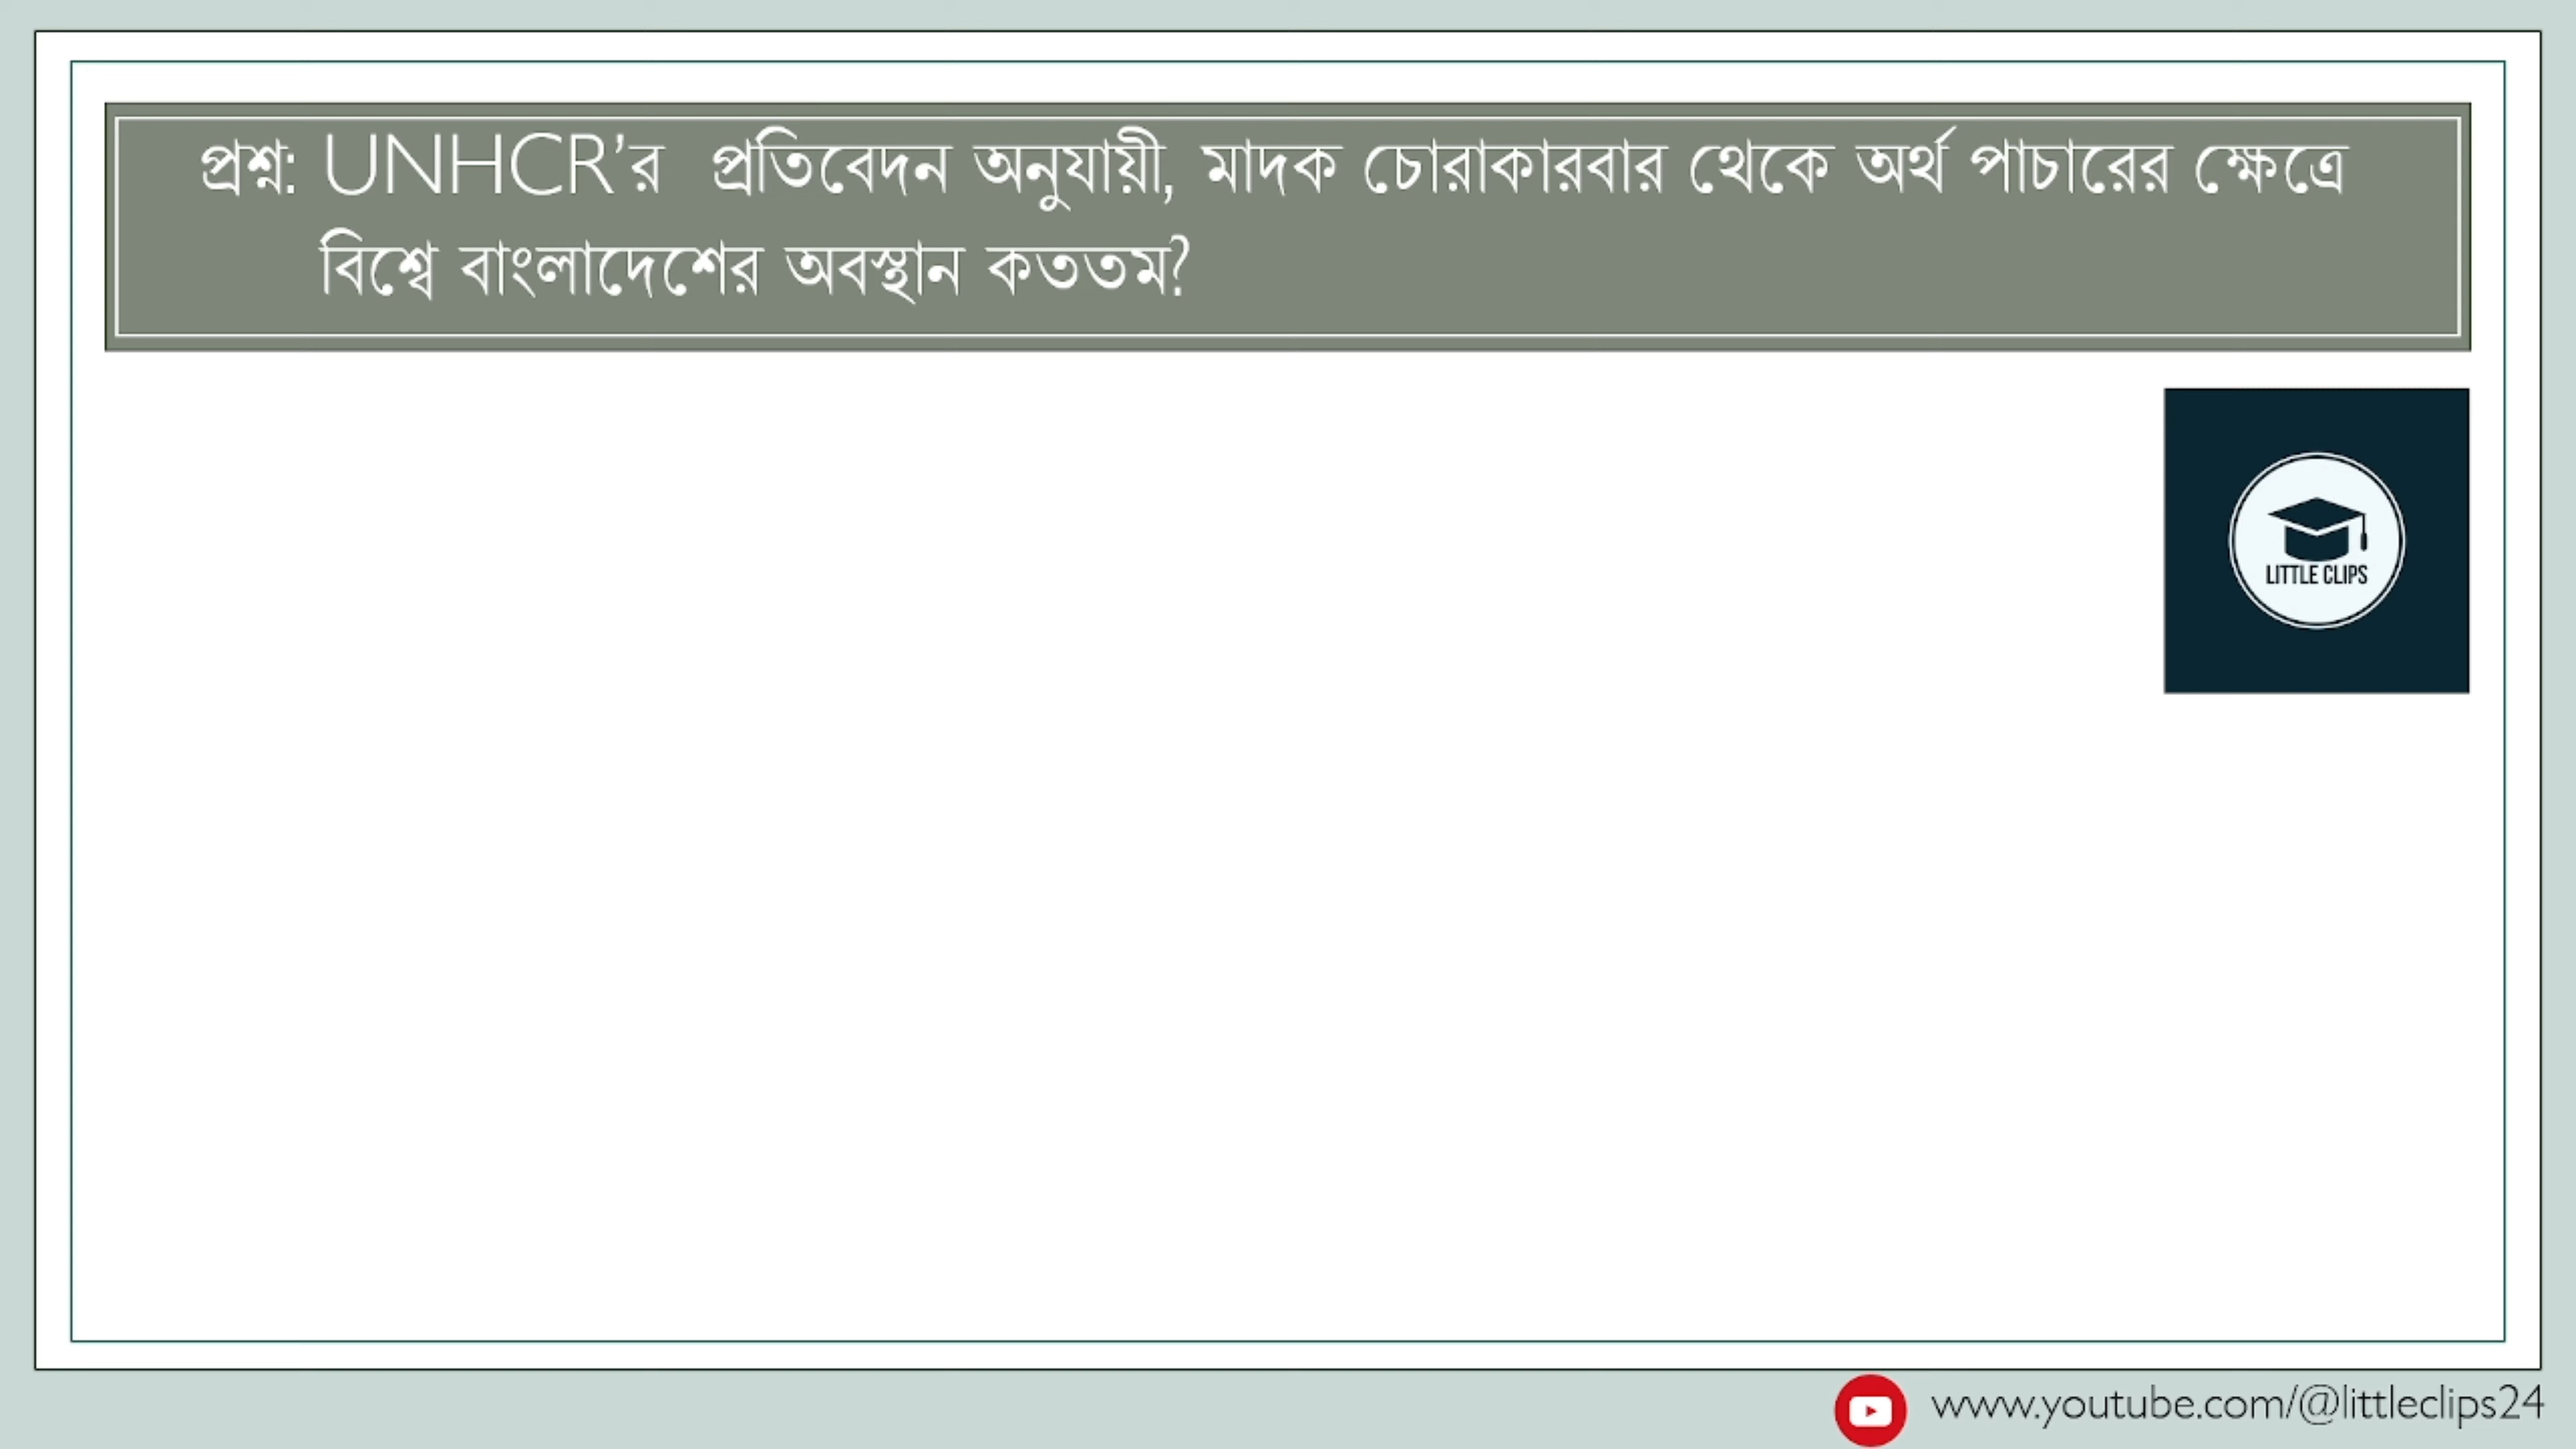 প্রশ্ন: UNHCR’র প্রতিবেদন অনুযায়ী, মাদক চোরাকারবার থেকে অর্থ পাচারের ক্ষেত্রে
বিশ্বে বাংলাদেশের অবস্থান কততম?
LITTLE CLIPS
www.youtube.com/@littleclips24